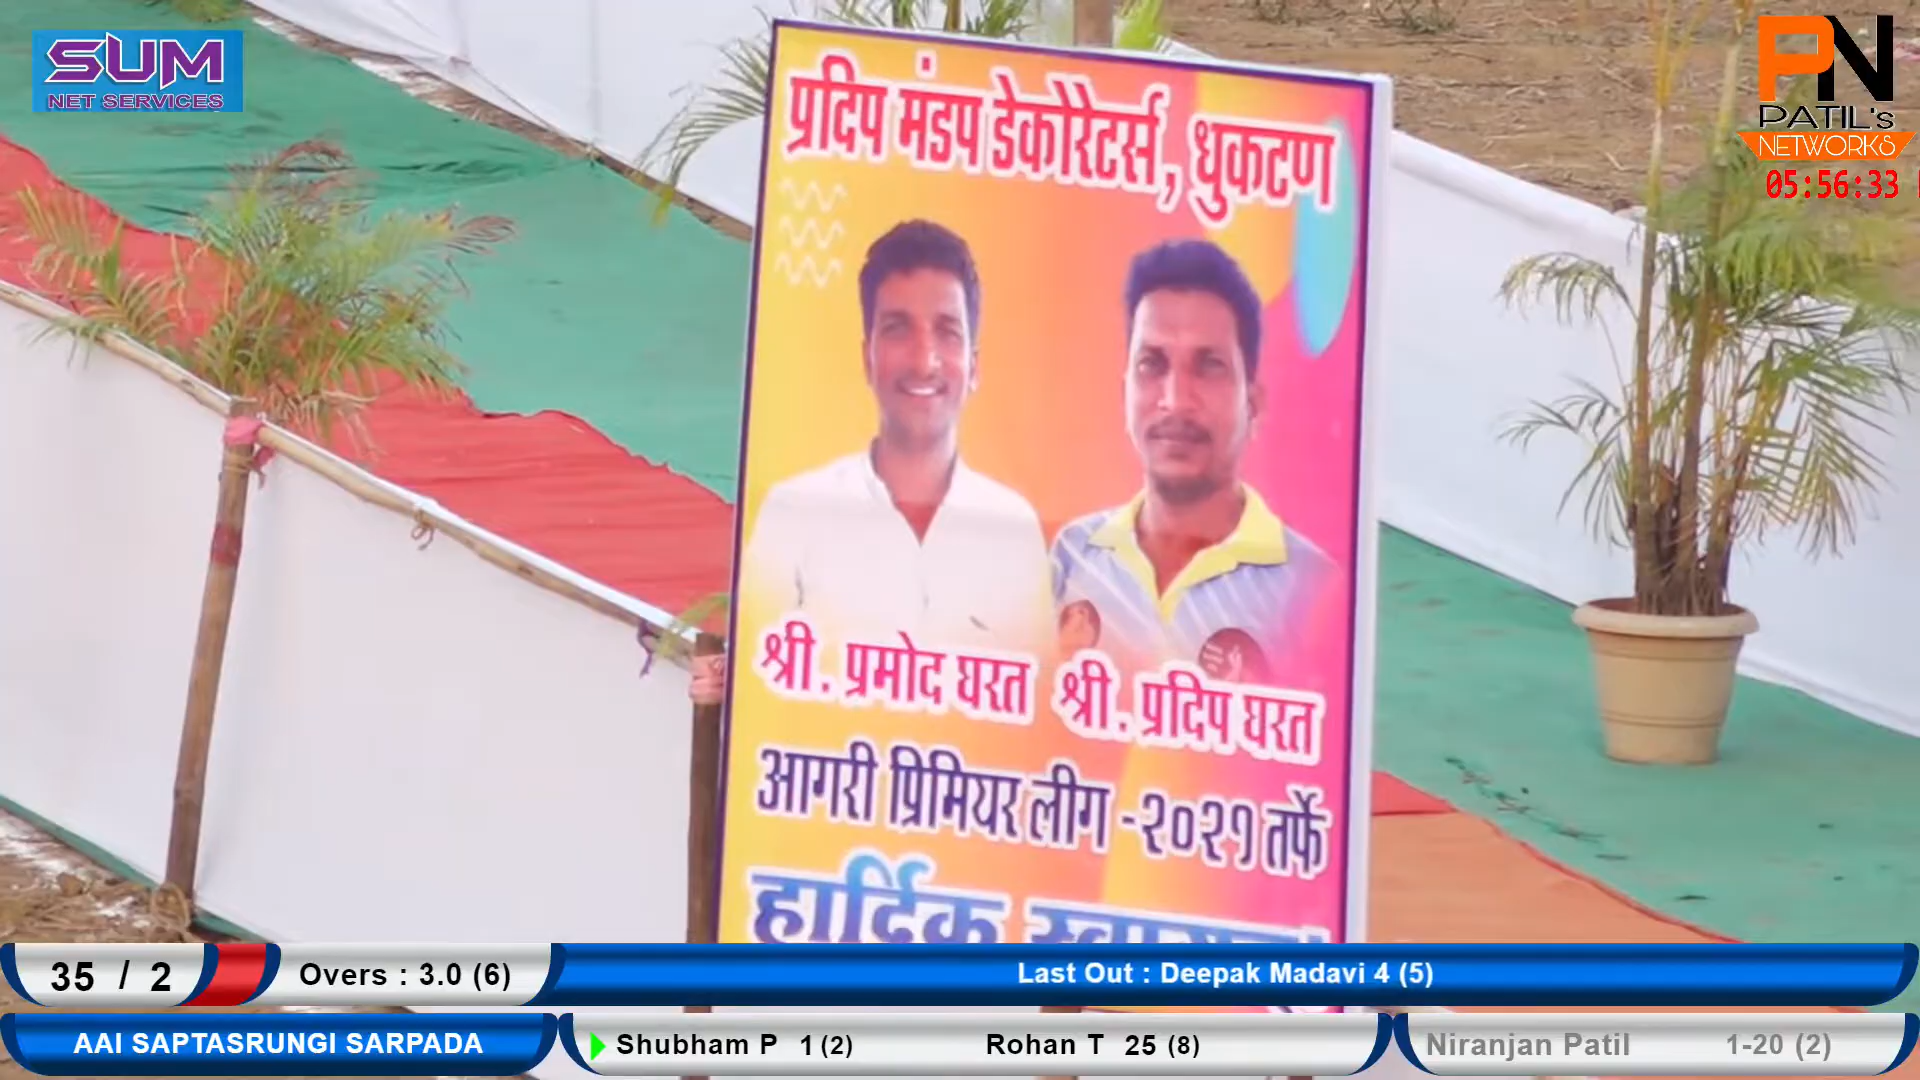 SUM
NET SERVICES
PN
PATIL's
NETWORKS
05:56:33
प्रदिप मंडप डेकोरेटर्स, धुकटण
श्री. प्रमोद घरत श्री. प्रदिप घरत
आगरी प्रिमियर लीग -२०२१ तर्फे
हार्दिक स्वागत
35 / 2 Overs : 3.0 (6) Last Out : Deepak Madavi 4 (5)
AAI SAPTASRUNGI SARPADA Shubham P 1 (2) Rohan T 25 (8) Niranjan Patil 1-20 (2)